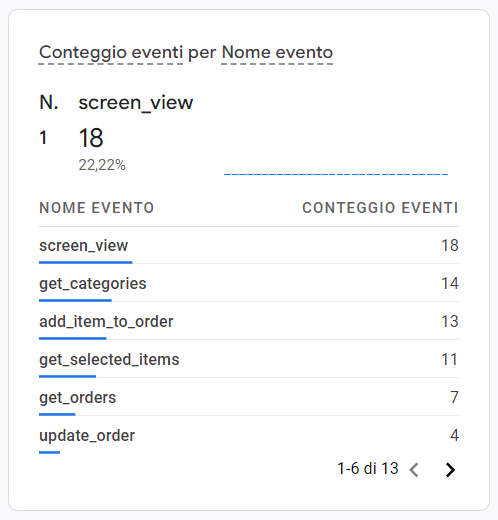 Conteggio eventi per Nome evento
N. screen_view
1 18
22,22%
NOME EVENTO CONTEGGIO EVENTI
screen_view 18
get_categories 14
add_item_to_order 13
get_selected_items 11
get_orders 7
update_order 4
1-6 di 13